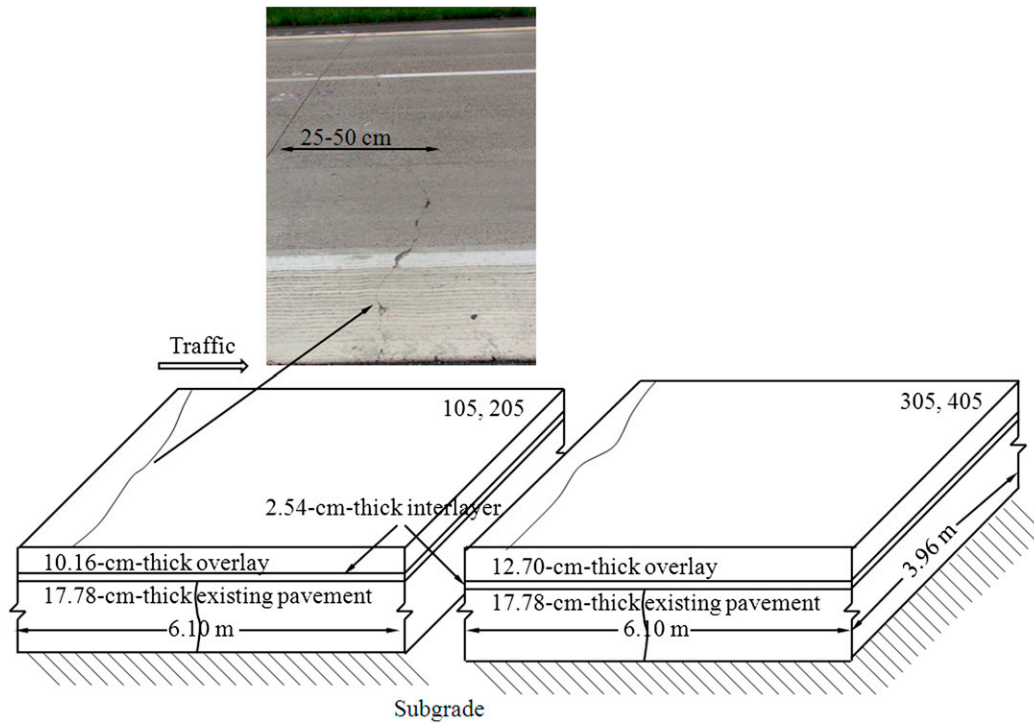 25-50 cm
Traffic
105, 205
305, 405
2.54-cm-thick interlayer
10.16-cm-thick overlay
12.70-cm-thick overlay
17.78-cm-thick existing pavement
17.78-cm-thick existing pavement
3.96 m
6.10 m
6.10 m
Subgrade